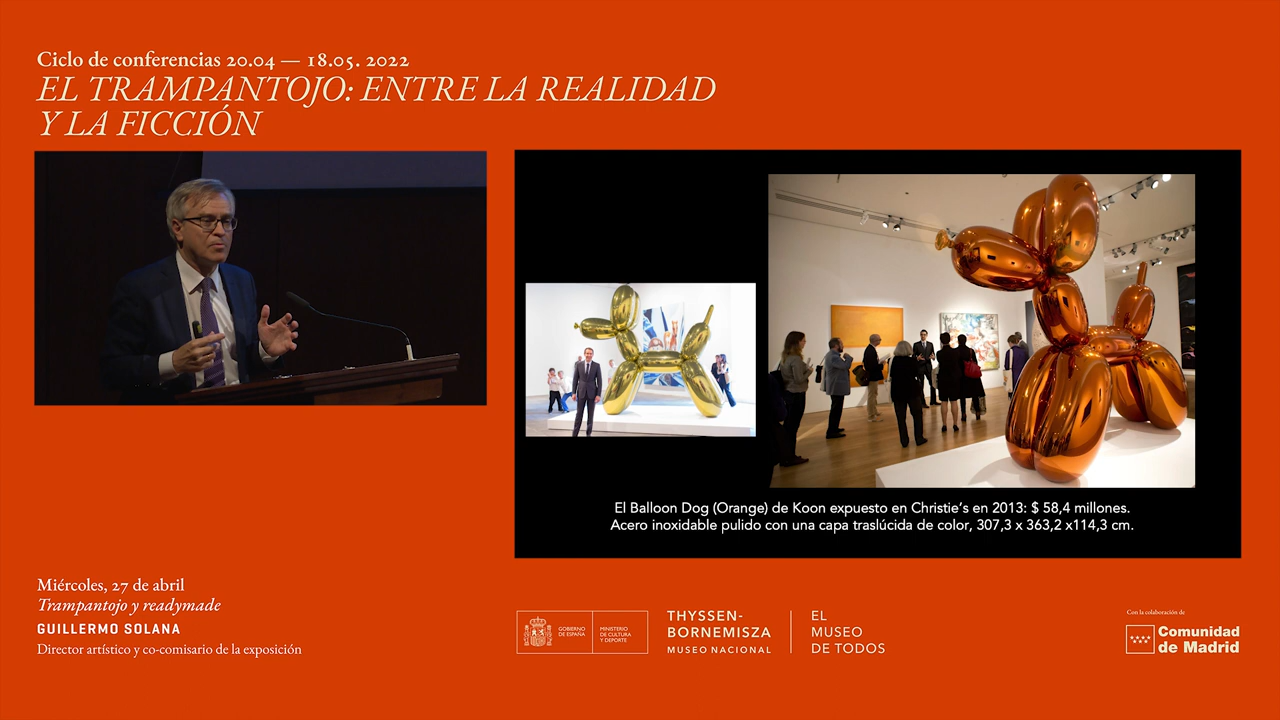 Ciclo de conferencias 20.04 — 18.05. 2022
EL TRAMPANTOJO: ENTRE LA REALIDAD
Y LA FICCIÓN
El Balloon Dog (Orange) de Koon expuesto en Christie's en 2013: $ 58,4 millones.
Acero inoxidable pulido con una capa traslúcida de color, 307,3 x 363,2 x114,3 cm.
Miércoles, 27 de abril
Trampantojo y readymade
GUILLERMO SOLANA
Director artístico y co-comisario de la exposición
GOBIERNO
DE ESPAÑA
MINISTERIO
DE CULTURA
Y DEPORTE
THYSSEN-
BORNEMISZA
MUSEO NACIONAL
EL
MUSEO
DE TODOS
Con la colaboración de
Comunidad
de Madrid